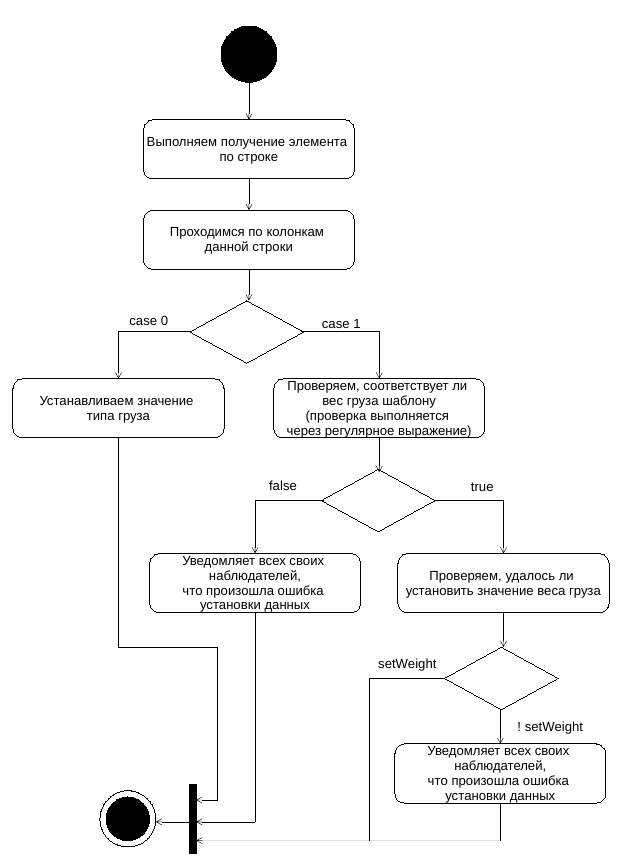 Выполняем получение элемента
по строке
Проходимся по колонкам
данной строки
case 0
case 1
Устанавливаем значение
типа груза
Проверяем, соответствует ли
вес груза шаблону
(проверка выполняется
через регулярное выражение)
false
true
Уведомляет всех своих
наблюдателей,
что произошла ошибка
установки данных
Проверяем, удалось ли
установить значение веса груза
setWeight
! setWeight
Уведомляет всех своих
наблюдателей,
что произошла ошибка
установки данных